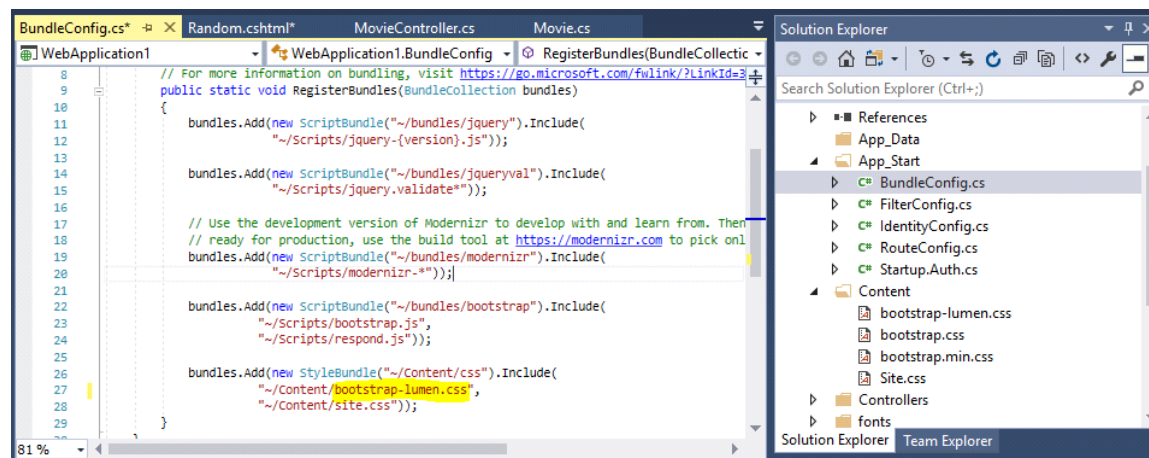 BundleConfig.cs* Random.cshtml* MovieController.cs Movie.cs
WebApplication1 WebApplication1.BundleConfig RegisterBundles(BundleCollectic
8 // For more information on bundling, visit https://go.microsoft.com/fwlink/?LinkId=3
9 public static void RegisterBundles(BundleCollection bundles)
10 {
11 bundles.Add(new ScriptBundle("~/bundles/jquery").Include(
12 "~/Scripts/jquery-{version}.js"));
13
14 bundles.Add(new ScriptBundle("~/bundles/jqueryval").Include(
15 "~/Scripts/jquery.validate*"));
16
17 // Use the development version of Modernizr to develop with and learn from. Then
18 // ready for production, use the build tool at https://modernizr.com to pick onl
19 bundles.Add(new ScriptBundle("~/bundles/modernizr").Include(
20 "~/Scripts/modernizr-*"));
21
22 bundles.Add(new ScriptBundle("~/bundles/bootstrap").Include(
23 "~/Scripts/bootstrap.js",
24 "~/Scripts/respond.js"));
25
26 bundles.Add(new StyleBundle("~/Content/css").Include(
27 "~/Content/bootstrap-lumen.css",
28 "~/Content/site.css"));
29 }
81 %
Solution Explorer
Search Solution Explorer (Ctrl+;)
References
App_Data
App_Start
C# BundleConfig.cs
C# FilterConfig.cs
C# IdentityConfig.cs
C# RouteConfig.cs
C# Startup.Auth.cs
Content
bootstrap-lumen.css
bootstrap.css
bootstrap.min.css
Site.css
Controllers
fonts
Solution Explorer Team Explorer